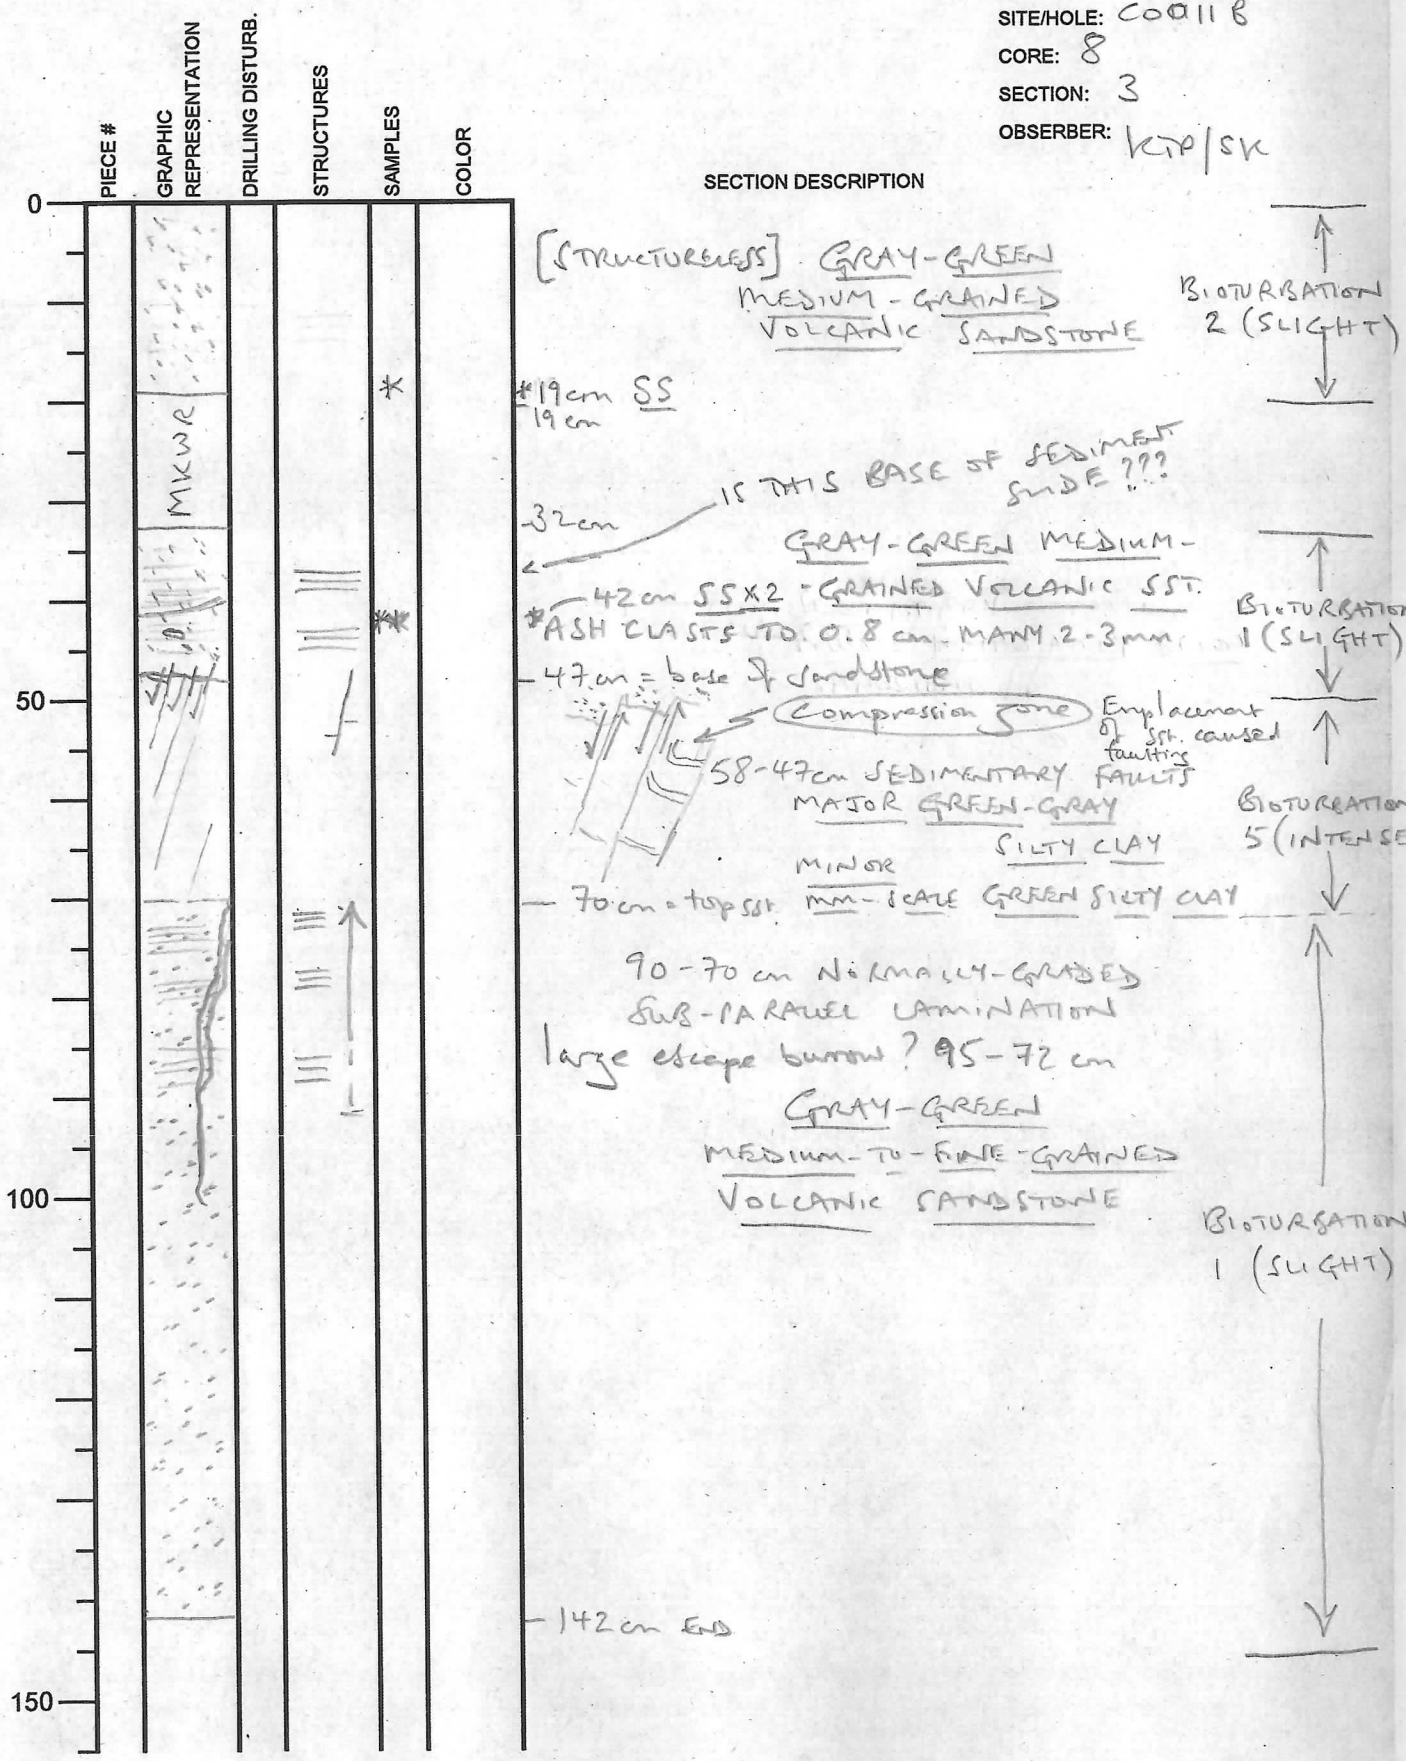 SITE/HOLE: C0011B
CORE: 8
SECTION: 3
OBSERBER: KTP/SK
PIECE #
GRAPHIC REPRESENTATION
DRILLING DISTURB.
STRUCTURES
SAMPLES
COLOR
SECTION DESCRIPTION
0
[STRUCTURELESS] GRAY-GREEN
MEDIUM-GRAINED
VOLCANIC SANDSTONE
BIOTURBATION
2 (SLIGHT)
*
*19cm SS
19cm
MKWR
IS THIS BASE OF SEDIMENT
SLIDE???
32cm
GRAY-GREEN MEDIUM-
42cm SSX2 -GRAINED VOLCANIC SST.
**
*ASH CLASTS TO 0.8 cm. MANY 2-3mm
BIOTURBATION
1 (SLIGHT)
47cm = base of sandstone
50
Compression zone
Emplacement
of sst. caused
faulting
58-47cm SEDIMENTARY FAULTS
MAJOR GREEN-GRAY
SILTY CLAY
BIOTURBATION
5 (INTENSE
MINOR
70cm = top sst. MM-SCALE GREEN SILTY CLAY
90-70 cm NORMALLY-GRADED
SUB-PARALLEL LAMINATION
large escape burrow? 95-72 cm
GRAY-GREEN
MEDIUM-TO-FINE-GRAINED
VOLCANIC SANDSTONE
100
BIOTURBATION
1 (SLIGHT)
142cm END
150